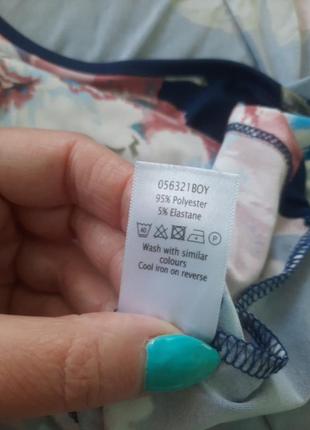 056321BOY
95% Polyester
5% Elastane
40 P
Wash with similar
colours
Cool iron on reverse